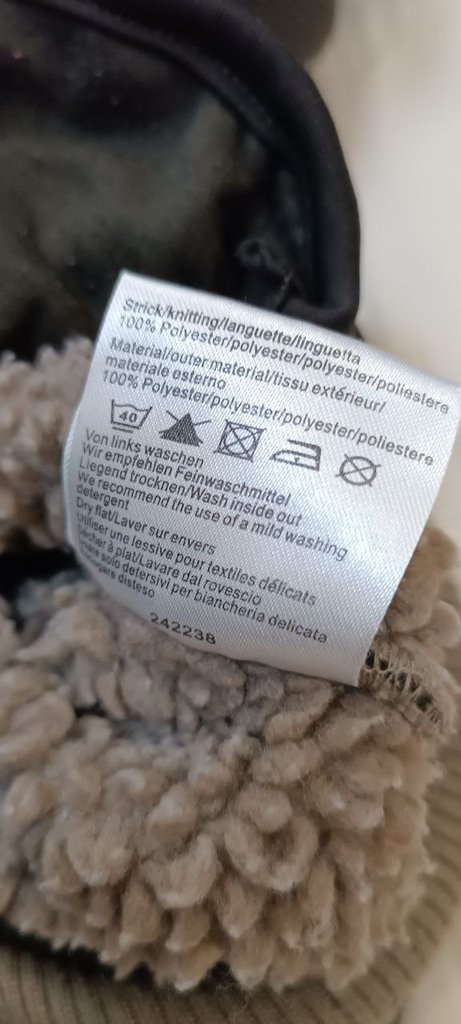 Strick/knitting/languette/linguetta
100% Polyester/polyester/polyester/poliestere
Material/outer material/tissu extérieur/
materiale esterno
100% Polyester/polyester/polyester/poliestere
40
Von links waschen
Wir empfehlen Feinwaschmittel
Liegend trocknen/Wash inside out
We recommend the use of a mild washing
detergent
Dry flat/Laver sur envers
Utiliser une lessive pour textiles délicats
à plat/Lavare dal rovescio
solo detersivi per biancheria delicata
disteso
242238